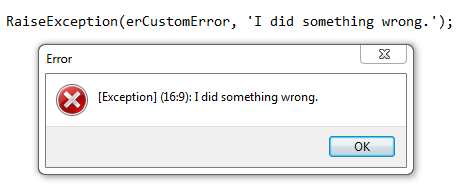 RaiseException(erCustomError, 'I did something wrong.');
Error
[Exception] (16:9): I did something wrong.
OK